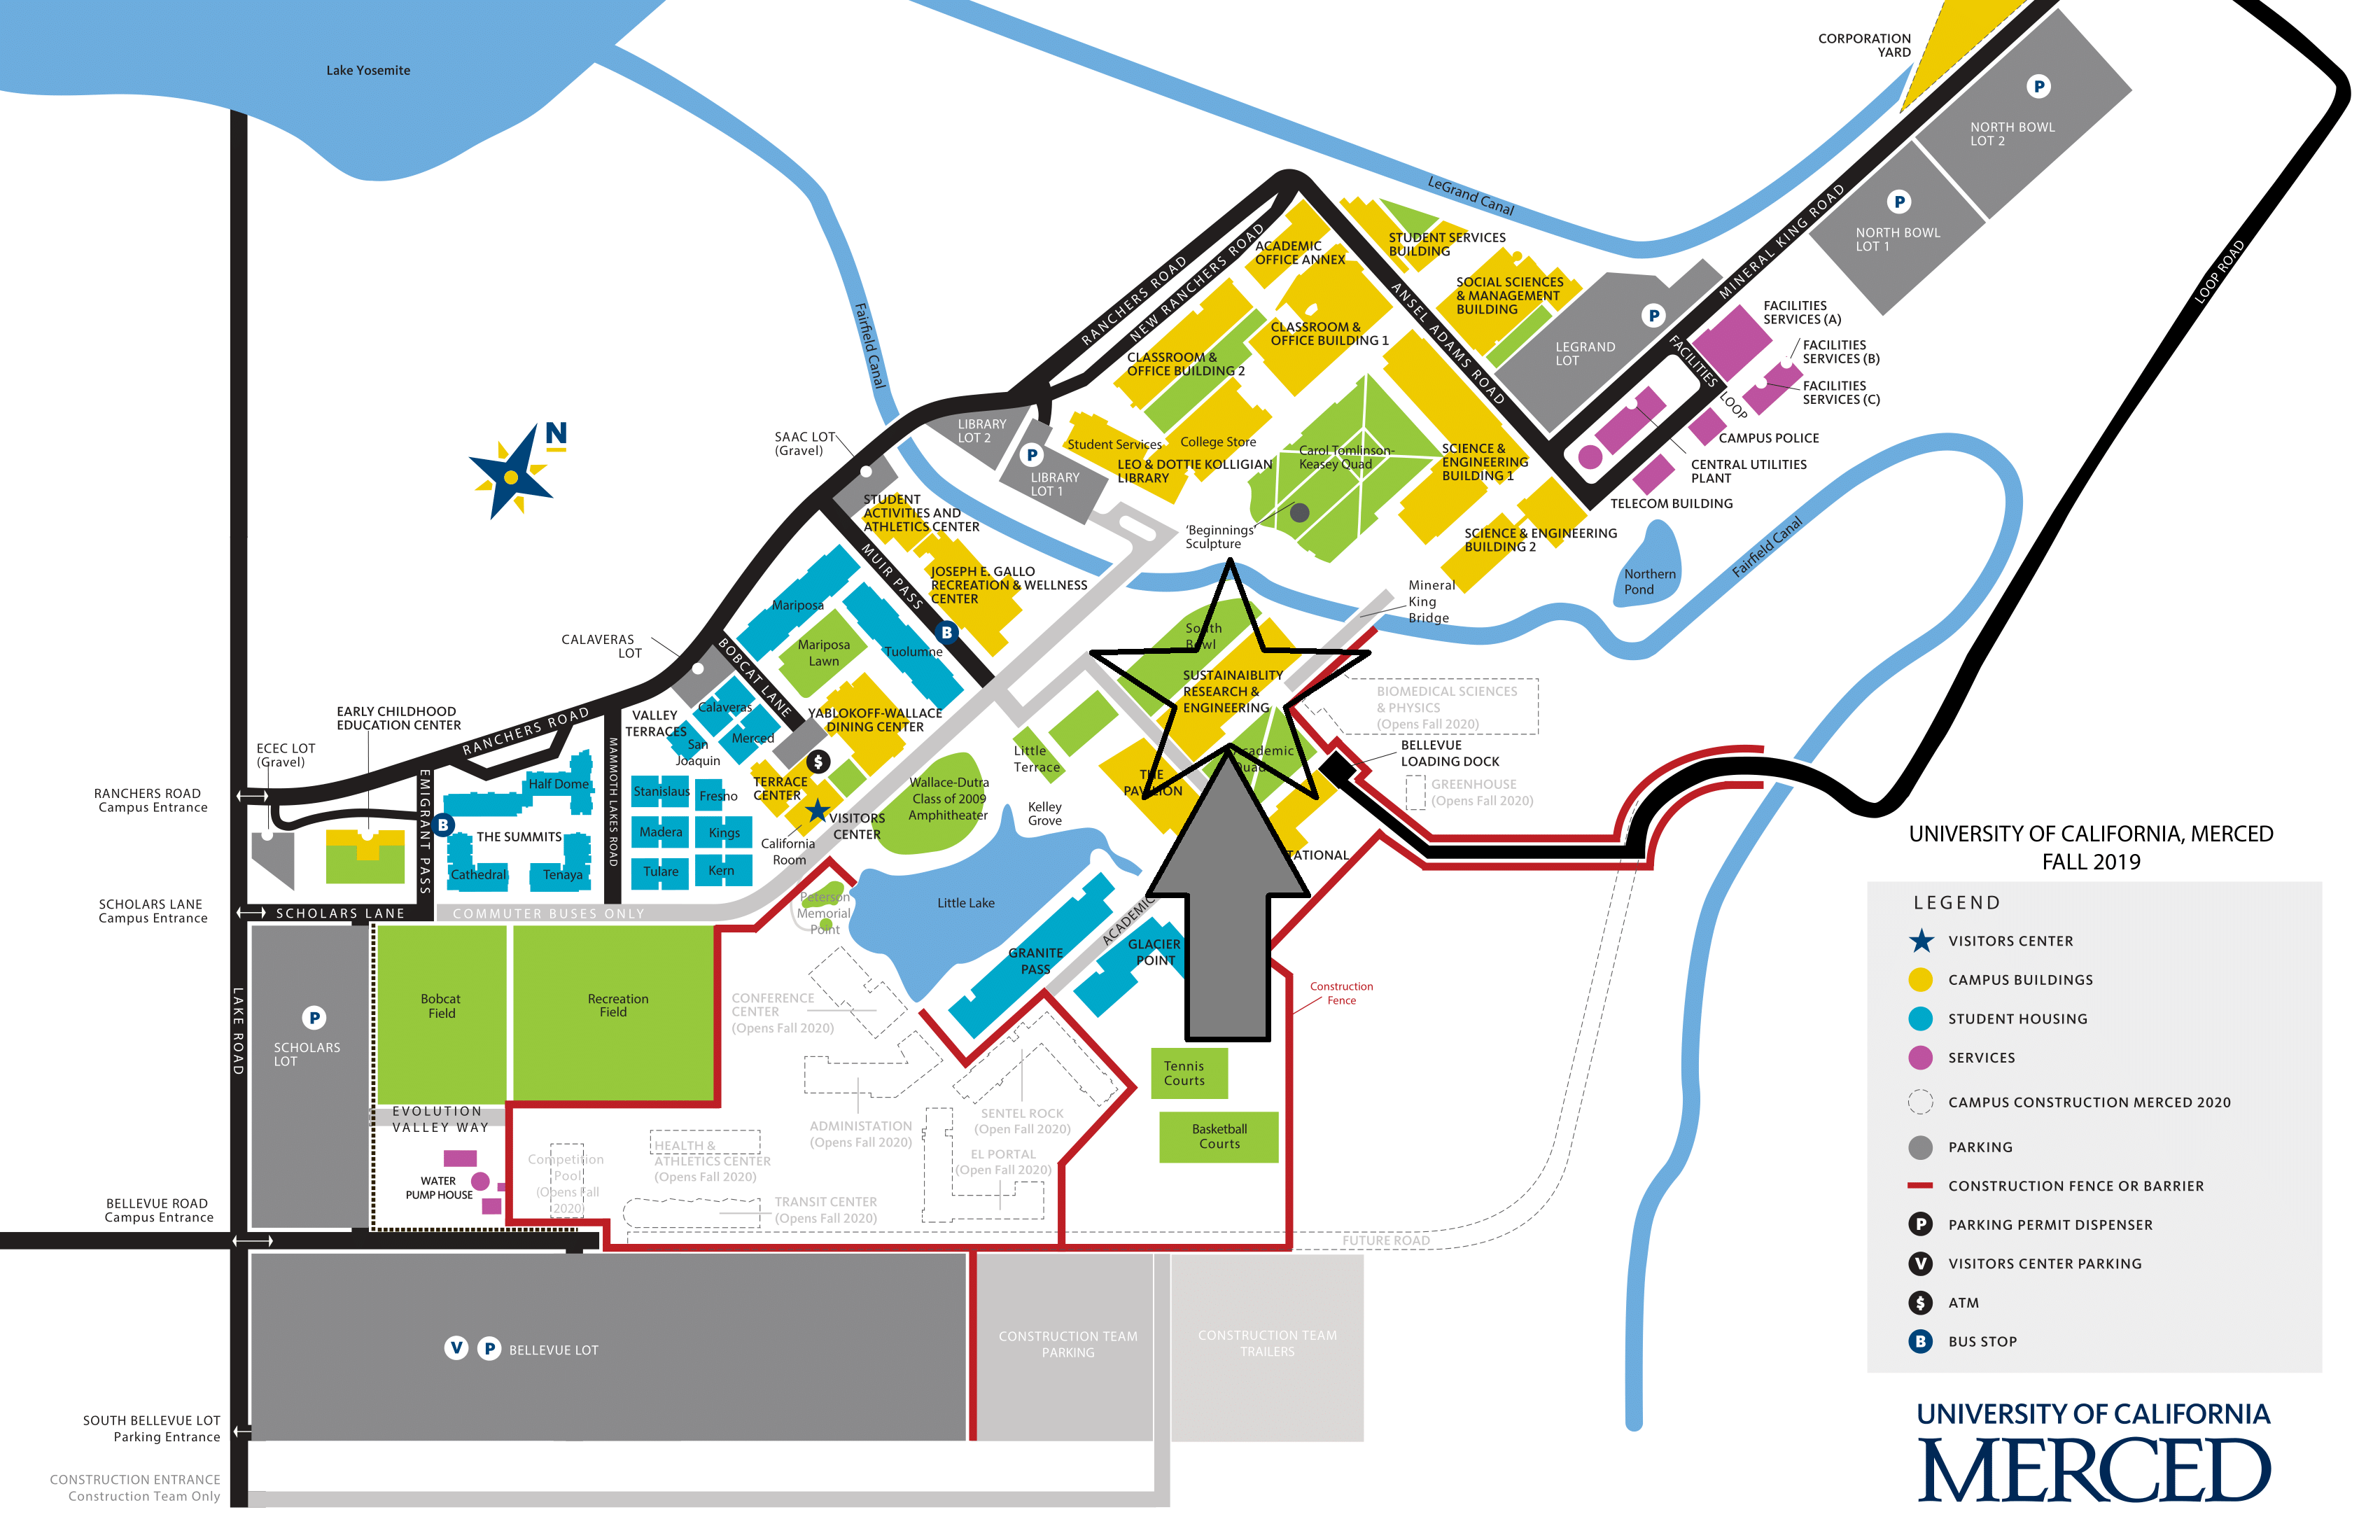 Lake Yosemite
CORPORATION
YARD
P
NORTH BOWL
LOT 2
LeGrand Canal
MINERAL KING ROAD
P
NORTH BOWL
LOT 1
LOOP ROAD
STUDENT SERVICES
BUILDING
ACADEMIC
OFFICE ANNEX
RANCHERS ROAD
NEW RANCHERS ROAD
ANSEL ADAMS ROAD
SOCIAL SCIENCES
& MANAGEMENT
BUILDING
P
LEGRAND
LOT
FACILITIES
SERVICES (A)
FACILITIES
SERVICES (B)
FACILITIES
SERVICES (C)
FACILITIES
LOOP
CAMPUS POLICE
CENTRAL UTILITIES
PLANT
TELECOM BUILDING
Fairfield Canal
CLASSROOM &
OFFICE BUILDING 1
CLASSROOM &
OFFICE BUILDING 2
N
SAAC LOT
(Gravel)
LIBRARY
LOT 2
P
LIBRARY
LOT 1
Student Services
College Store
LEO & DOTTIE KOLLIGIAN
LIBRARY
Carol Tomlinson-
Keasey Quad
SCIENCE &
ENGINEERING
BUILDING 1
'Beginnings'
Sculpture
SCIENCE & ENGINEERING
BUILDING 2
Northern
Pond
Fairfield Canal
STUDENT
ACTIVITIES AND
ATHLETICS CENTER
MUIR PASS
JOSEPH E. GALLO
RECREATION & WELLNESS
CENTER
B
Mineral
King
Bridge
CALAVERAS
LOT
Mariposa
Mariposa
Lawn
Tuolumne
BOBCAT LANE
South
Bowl
SUSTAINAIBLITY
RESEARCH &
ENGINEERING
BIOMEDICAL SCIENCES
& PHYSICS
(Opens Fall 2020)
EARLY CHILDHOOD
EDUCATION CENTER
RANCHERS ROAD
VALLEY
TERRACES
Calaveras
Merced
San
Joaquin
YABLOKOFF-WALLACE
DINING CENTER
$
ECEC LOT
(Gravel)
Little
Terrace
THE
PAVILION
Academic
Quad
BELLEVUE
LOADING DOCK
GREENHOUSE
(Opens Fall 2020)
RANCHERS ROAD
Campus Entrance
EMIGRANT PASS
B
Half Dome
THE SUMMITS
Cathedral
Tenaya
MAMMOTH LAKES ROAD
Stanislaus
Fresno
Madera
Kings
Tulare
Kern
TERRACE
CENTER
VISITORS
CENTER
California
Room
Wallace-Dutra
Class of 2009
Amphitheater
Kelley
Grove
TATIONAL
SCHOLARS LANE
Campus Entrance
SCHOLARS LANE
COMMUTER BUSES ONLY
Peterson
Memorial
Point
Little Lake
GRANITE
PASS
ACADEMIC
GLACIER
POINT
LAKE ROAD
P
SCHOLARS
LOT
Bobcat
Field
Recreation
Field
CONFERENCE
CENTER
(Opens Fall 2020)
Construction
Fence
Tennis
Courts
Basketball
Courts
EVOLUTION
VALLEY WAY
WATER
PUMP HOUSE
Competition
Pool
(Opens Fall
2020)
HEALTH &
ATHLETICS CENTER
(Opens Fall 2020)
ADMINISTATION
(Opens Fall 2020)
SENTEL ROCK
(Opens Fall 2020)
EL PORTAL
(Open Fall 2020)
TRANSIT CENTER
(Opens Fall 2020)
FUTURE ROAD
BELLEVUE ROAD
Campus Entrance
V P BELLEVUE LOT
CONSTRUCTION TEAM
PARKING
CONSTRUCTION TEAM
TRAILERS
SOUTH BELLEVUE LOT
Parking Entrance
CONSTRUCTION ENTRANCE
Construction Team Only
UNIVERSITY OF CALIFORNIA, MERCED
FALL 2019
LEGEND
VISITORS CENTER
CAMPUS BUILDINGS
STUDENT HOUSING
SERVICES
CAMPUS CONSTRUCTION MERCED 2020
PARKING
CONSTRUCTION FENCE OR BARRIER
P PARKING PERMIT DISPENSER
V VISITORS CENTER PARKING
$ ATM
B BUS STOP
UNIVERSITY OF CALIFORNIA
MERCED